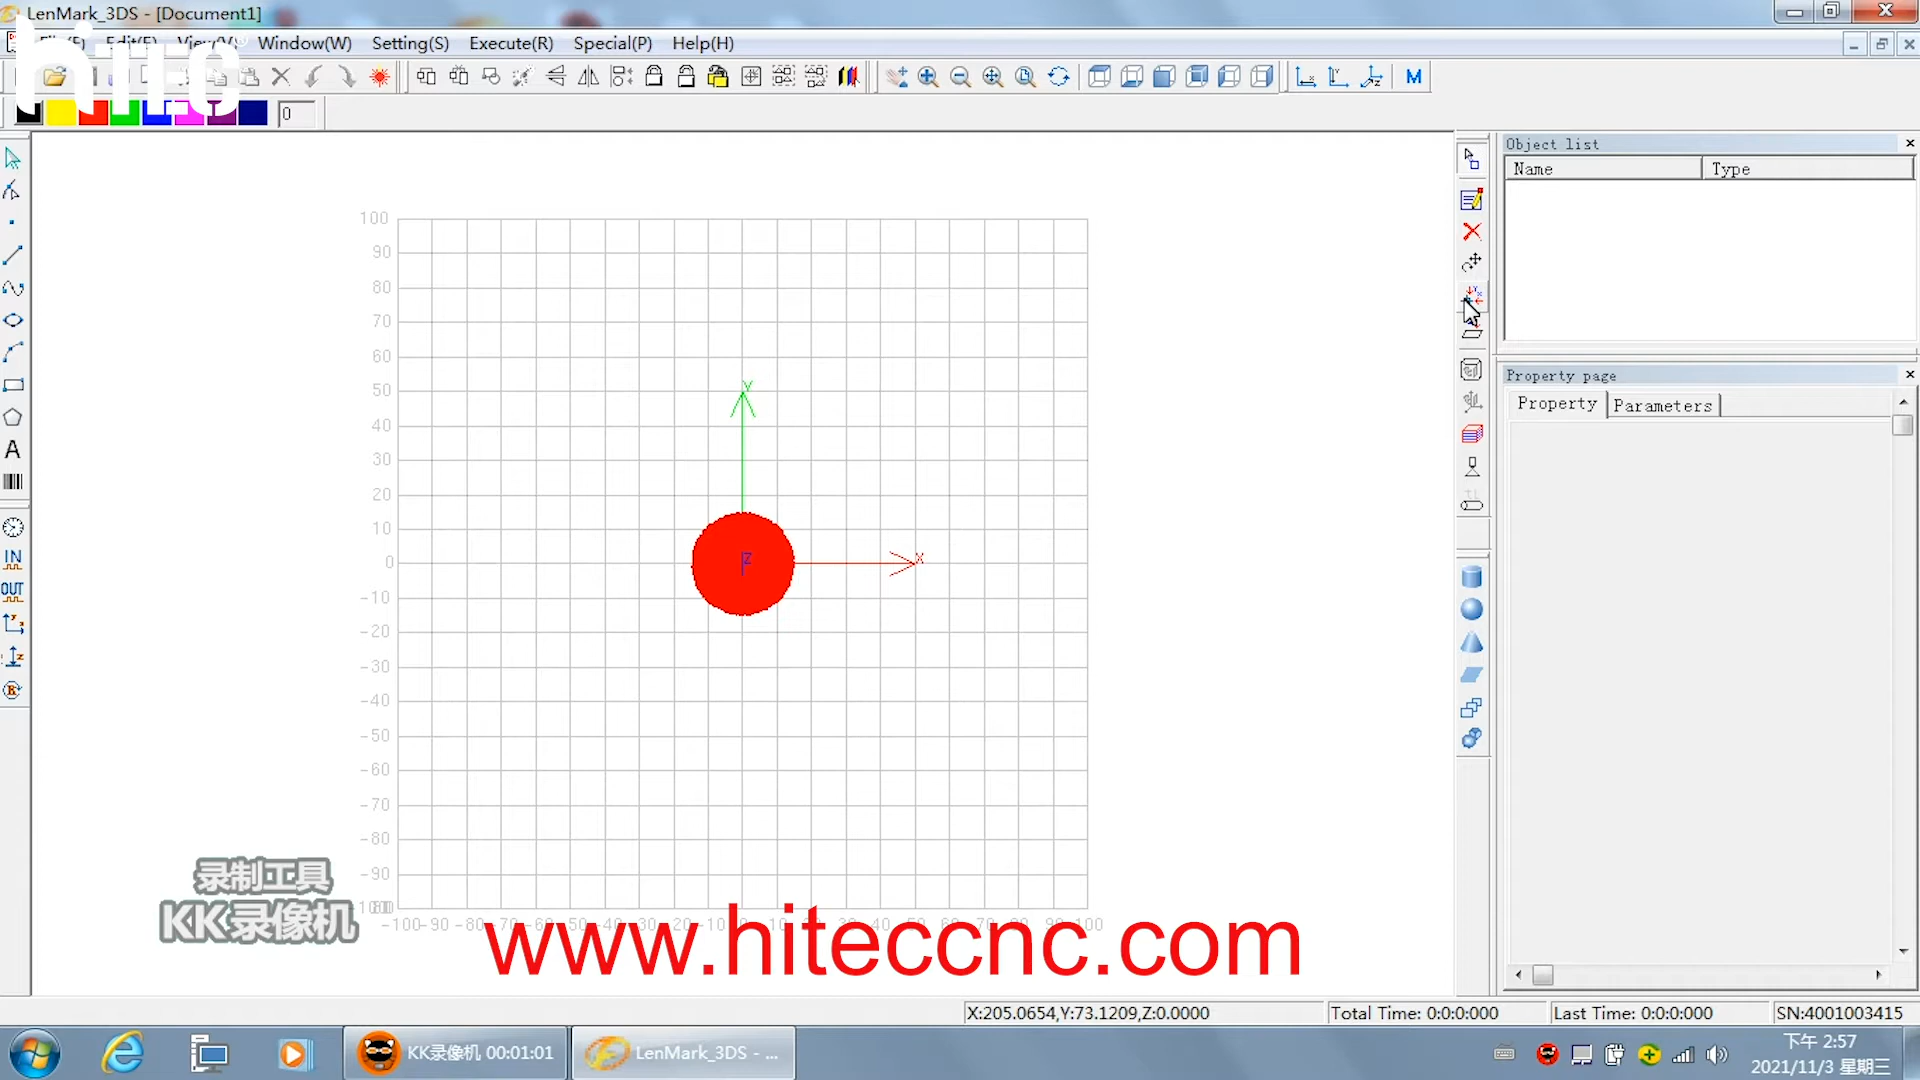 LenMark_3DS - [Document1]
hitec
File(F) Edit(E) View(V) Window(W) Setting(S) Execute(R) Special(P) Help(H)
M
0
Object list
Name Type
Property page
Property Parameters
A
IN
OUT
100
90
80
70
60
50
40
30
20
10
0
-10
-20
-30
-40
-50
-60
-70
-80
-90
Y
X
Z
-100 -90 -80 -70 -60 -50 -40 -30 -20 -10 0 10 20 30 40 50 60 70 80 90 100
录制工具
KK录像机
www.hiteccnc.com
X:205.0654,Y:73.1209,Z:0.0000
Total Time: 0:0:0:000
Last Time: 0:0:0:000
SN:4001003415
KK录像机 00:01:01
LenMark_3DS - ...
下午 2:57
2021/11/3 星期三